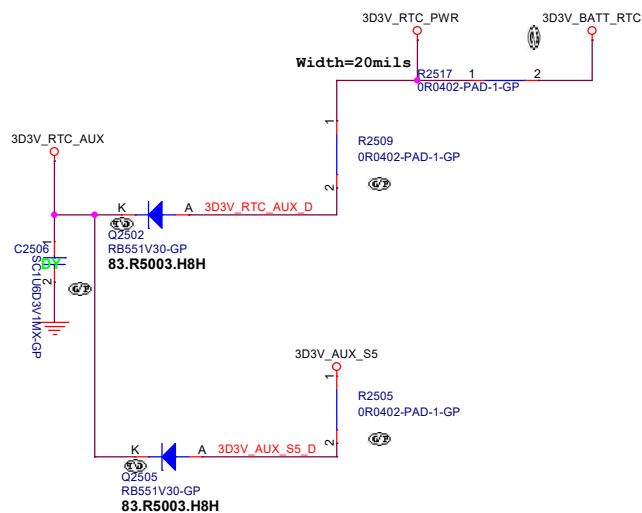 3D3V_RTC_PWR
3D3V_BATT_RTC
Width=20mils
R2517
1
2
0R0402-PAD-1-GP
1
R2509
0R0402-PAD-1-GP
2
G/P
3D3V_RTC_AUX
K
A
3D3V_RTC_AUX_D
Q2502
RB551V30-GP
83.R5003.H8H
C2506
1
DY
2
SC1U6D3V1MX-GP
G/P
3D3V_AUX_S5
1
R2505
0R0402-PAD-1-GP
2
G/P
K
A
3D3V_AUX_S5_D
Q2505
RB551V30-GP
83.R5003.H8H